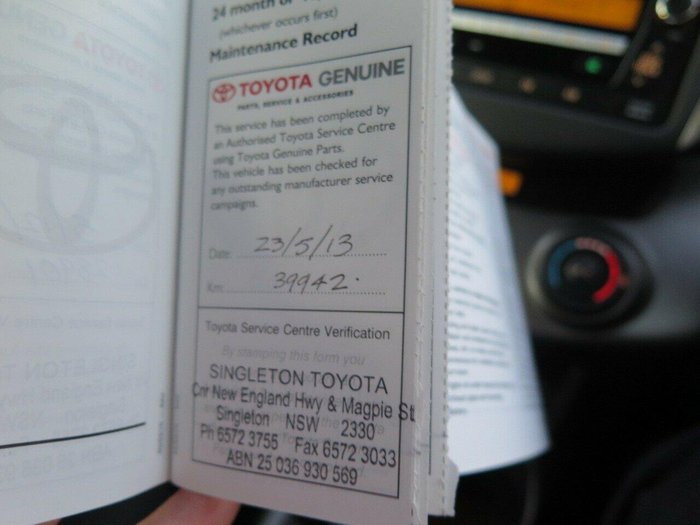 24 month or
(whichever occurs first)
Maintenance Record
TOYOTA GENUINE
PARTS, SERVICE & ACCESSORIES
This service has been completed by
an Authorised Toyota Service Centre
using Toyota Genuine Parts.
This vehicle has been checked for
any outstanding manufacturer service
campaigns.
Date: 23/5/13
Km: 39942.
Toyota Service Centre Verification
By stamping this form you
SINGLETON TOYOTA
Cnr New England Hwy & Magpie St
Singleton NSW 2330
Ph 6572 3755 Fax 6572 3033
ABN 25 036 930 569